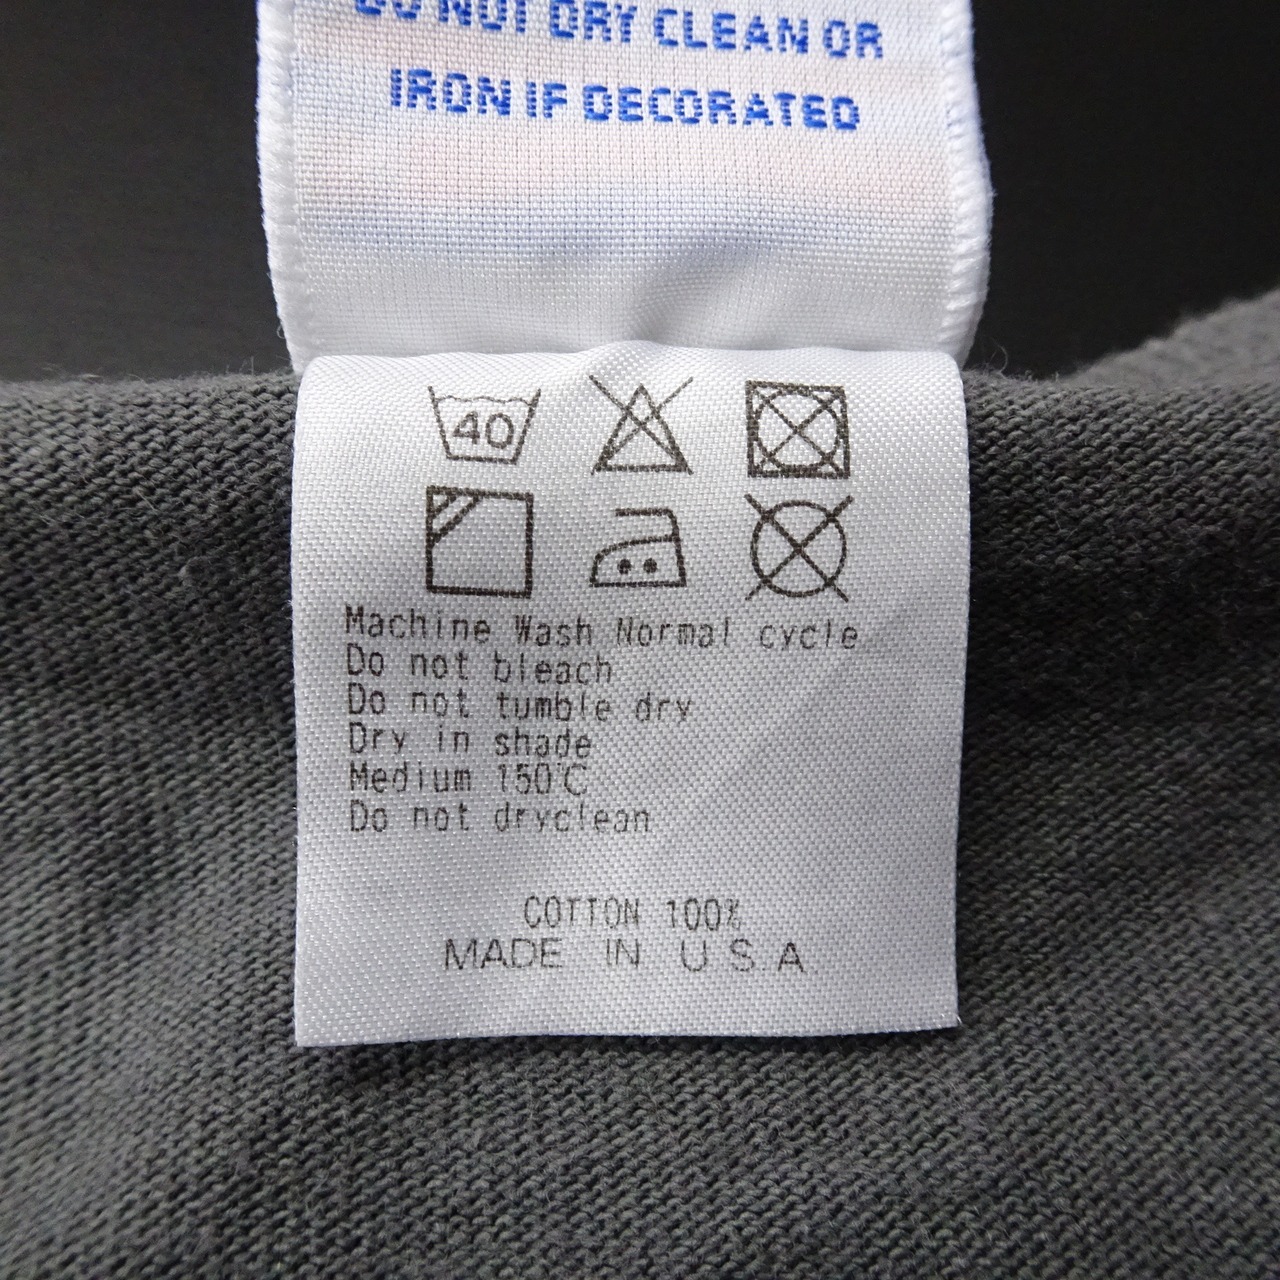 DO NOT DRY CLEAN OR
IRON IF DECORATED
40
Machine Wash Normal cycle
Do not bleach
Do not tumble dry
Dry in shade
Medium 150℃
Do not dryclean
COTTON 100%
MADE IN U.S.A.